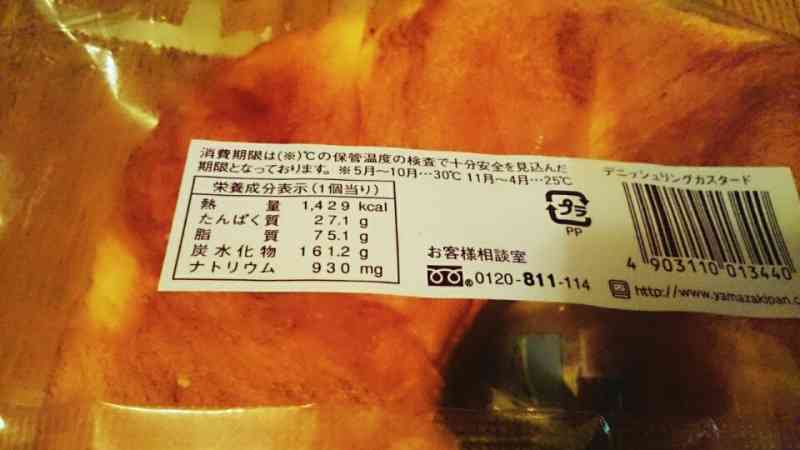 消費期限は(※)℃の保管温度の検査で十分安全を見込んだ
期限となっております。※5月～10月…30℃ 11月～4月…25℃
栄養成分表示(1個当り)
熱量 1,429 kcal
たんぱく質 27.1 g
脂質 75.1 g
炭水化物 161.2 g
ナトリウム 930 mg
プラ
PP
お客様相談室
0120-811-114
デニッシュリングカスタード
4 903110 013440
http://www.yamazakipan.c